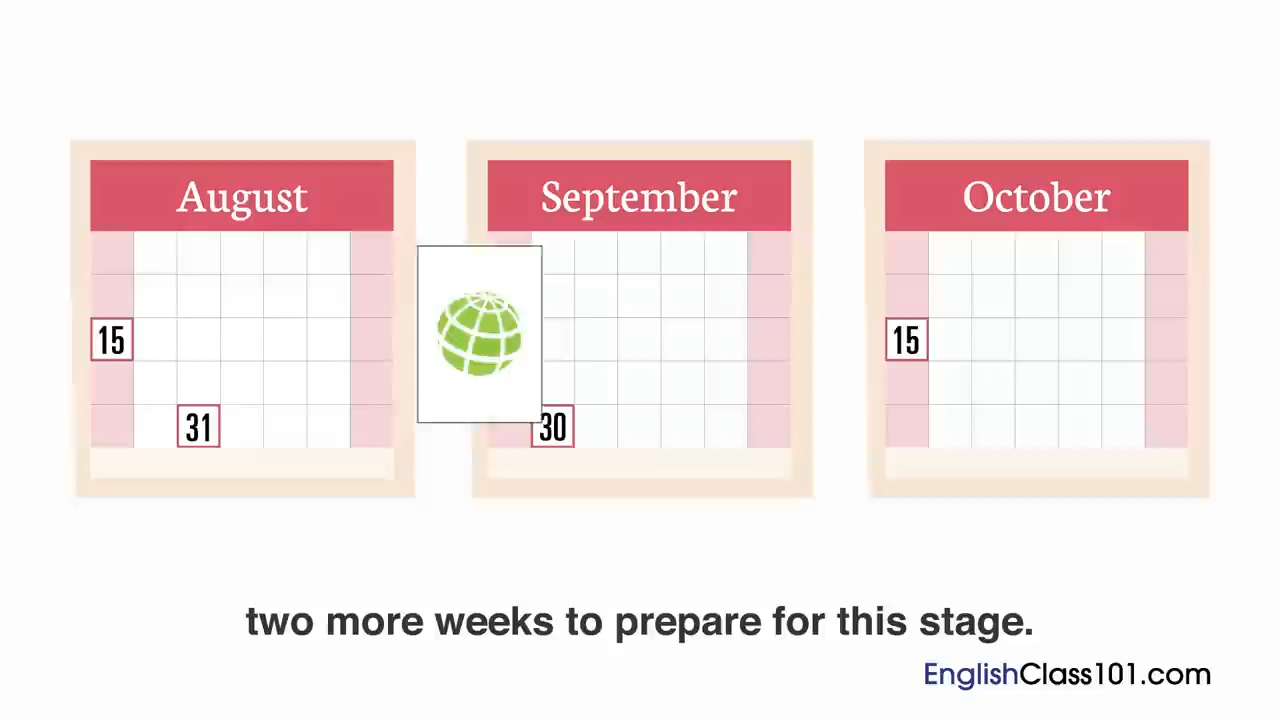 August
September
October
15
15
31
30
two more weeks to prepare for this stage.
EnglishClass101.com